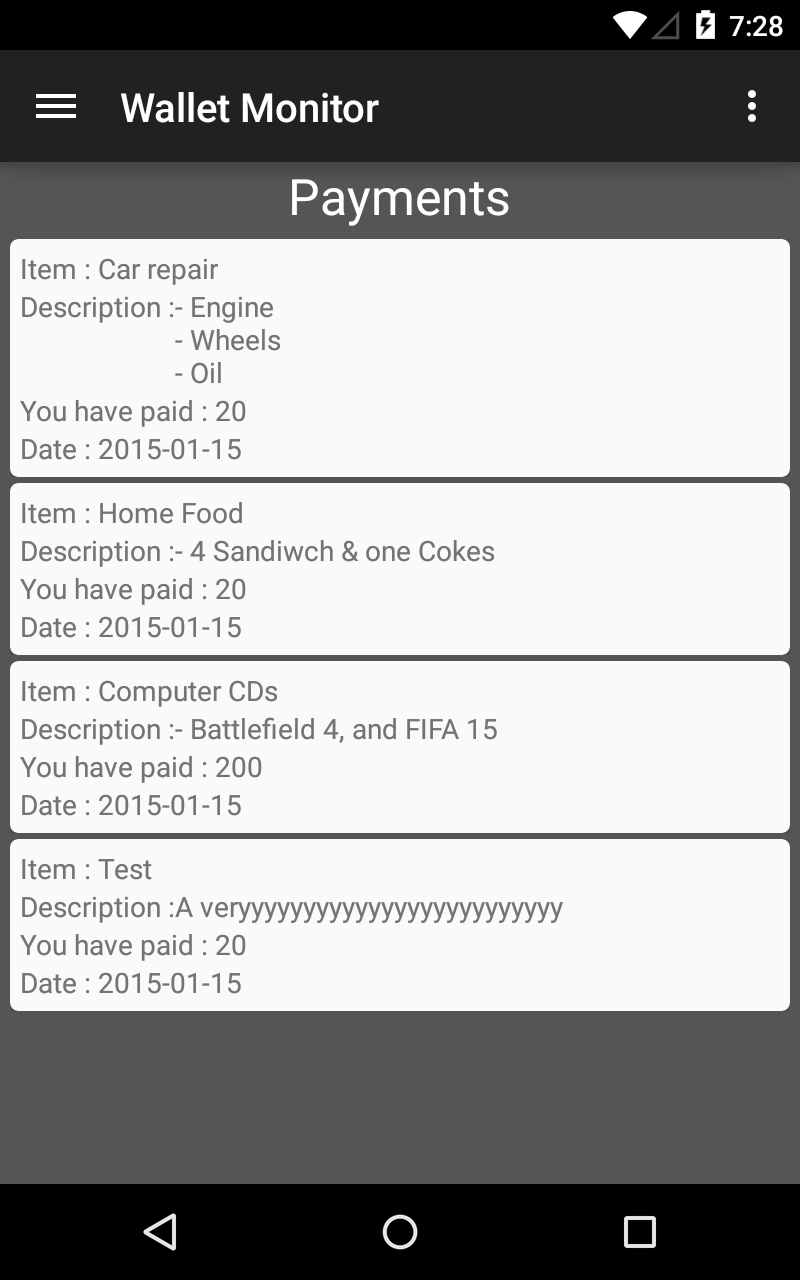 7:28
Wallet Monitor
Payments
Item : Car repair
Description :- Engine
- Wheels
- Oil
You have paid : 20
Date : 2015-01-15
Item : Home Food
Description :- 4 Sandiwch & one Cokes
You have paid : 20
Date : 2015-01-15
Item : Computer CDs
Description :- Battlefield 4, and FIFA 15
You have paid : 200
Date : 2015-01-15
Item : Test
Description :A veryyyyyyyyyyyyyyyyyyyyyyyyy
You have paid : 20
Date : 2015-01-15